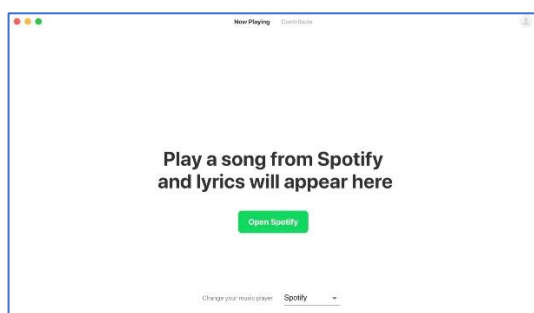 Now Playing Contribute
Play a song from Spotify
and lyrics will appear here
Open Spotify
Change your music player Spotify